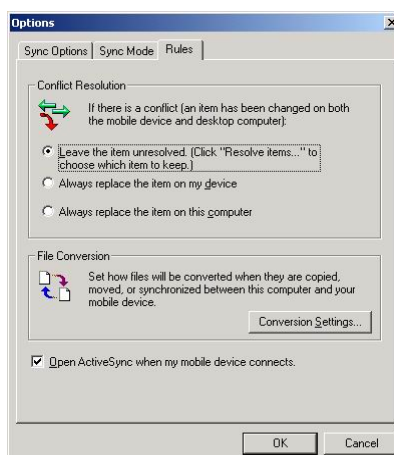 Options
Sync Options Sync Mode Rules
Conflict Resolution
If there is a conflict (an item has been changed on both
the mobile device and desktop computer):
Leave the item unresolved. (Click "Resolve items..." to
choose which item to keep.)
Always replace the item on my device
Always replace the item on this computer
File Conversion
Set how files will be converted when they are copied,
moved, or synchronized between this computer and your
mobile device.
Conversion Settings...
Open ActiveSync when my mobile device connects.
OK Cancel